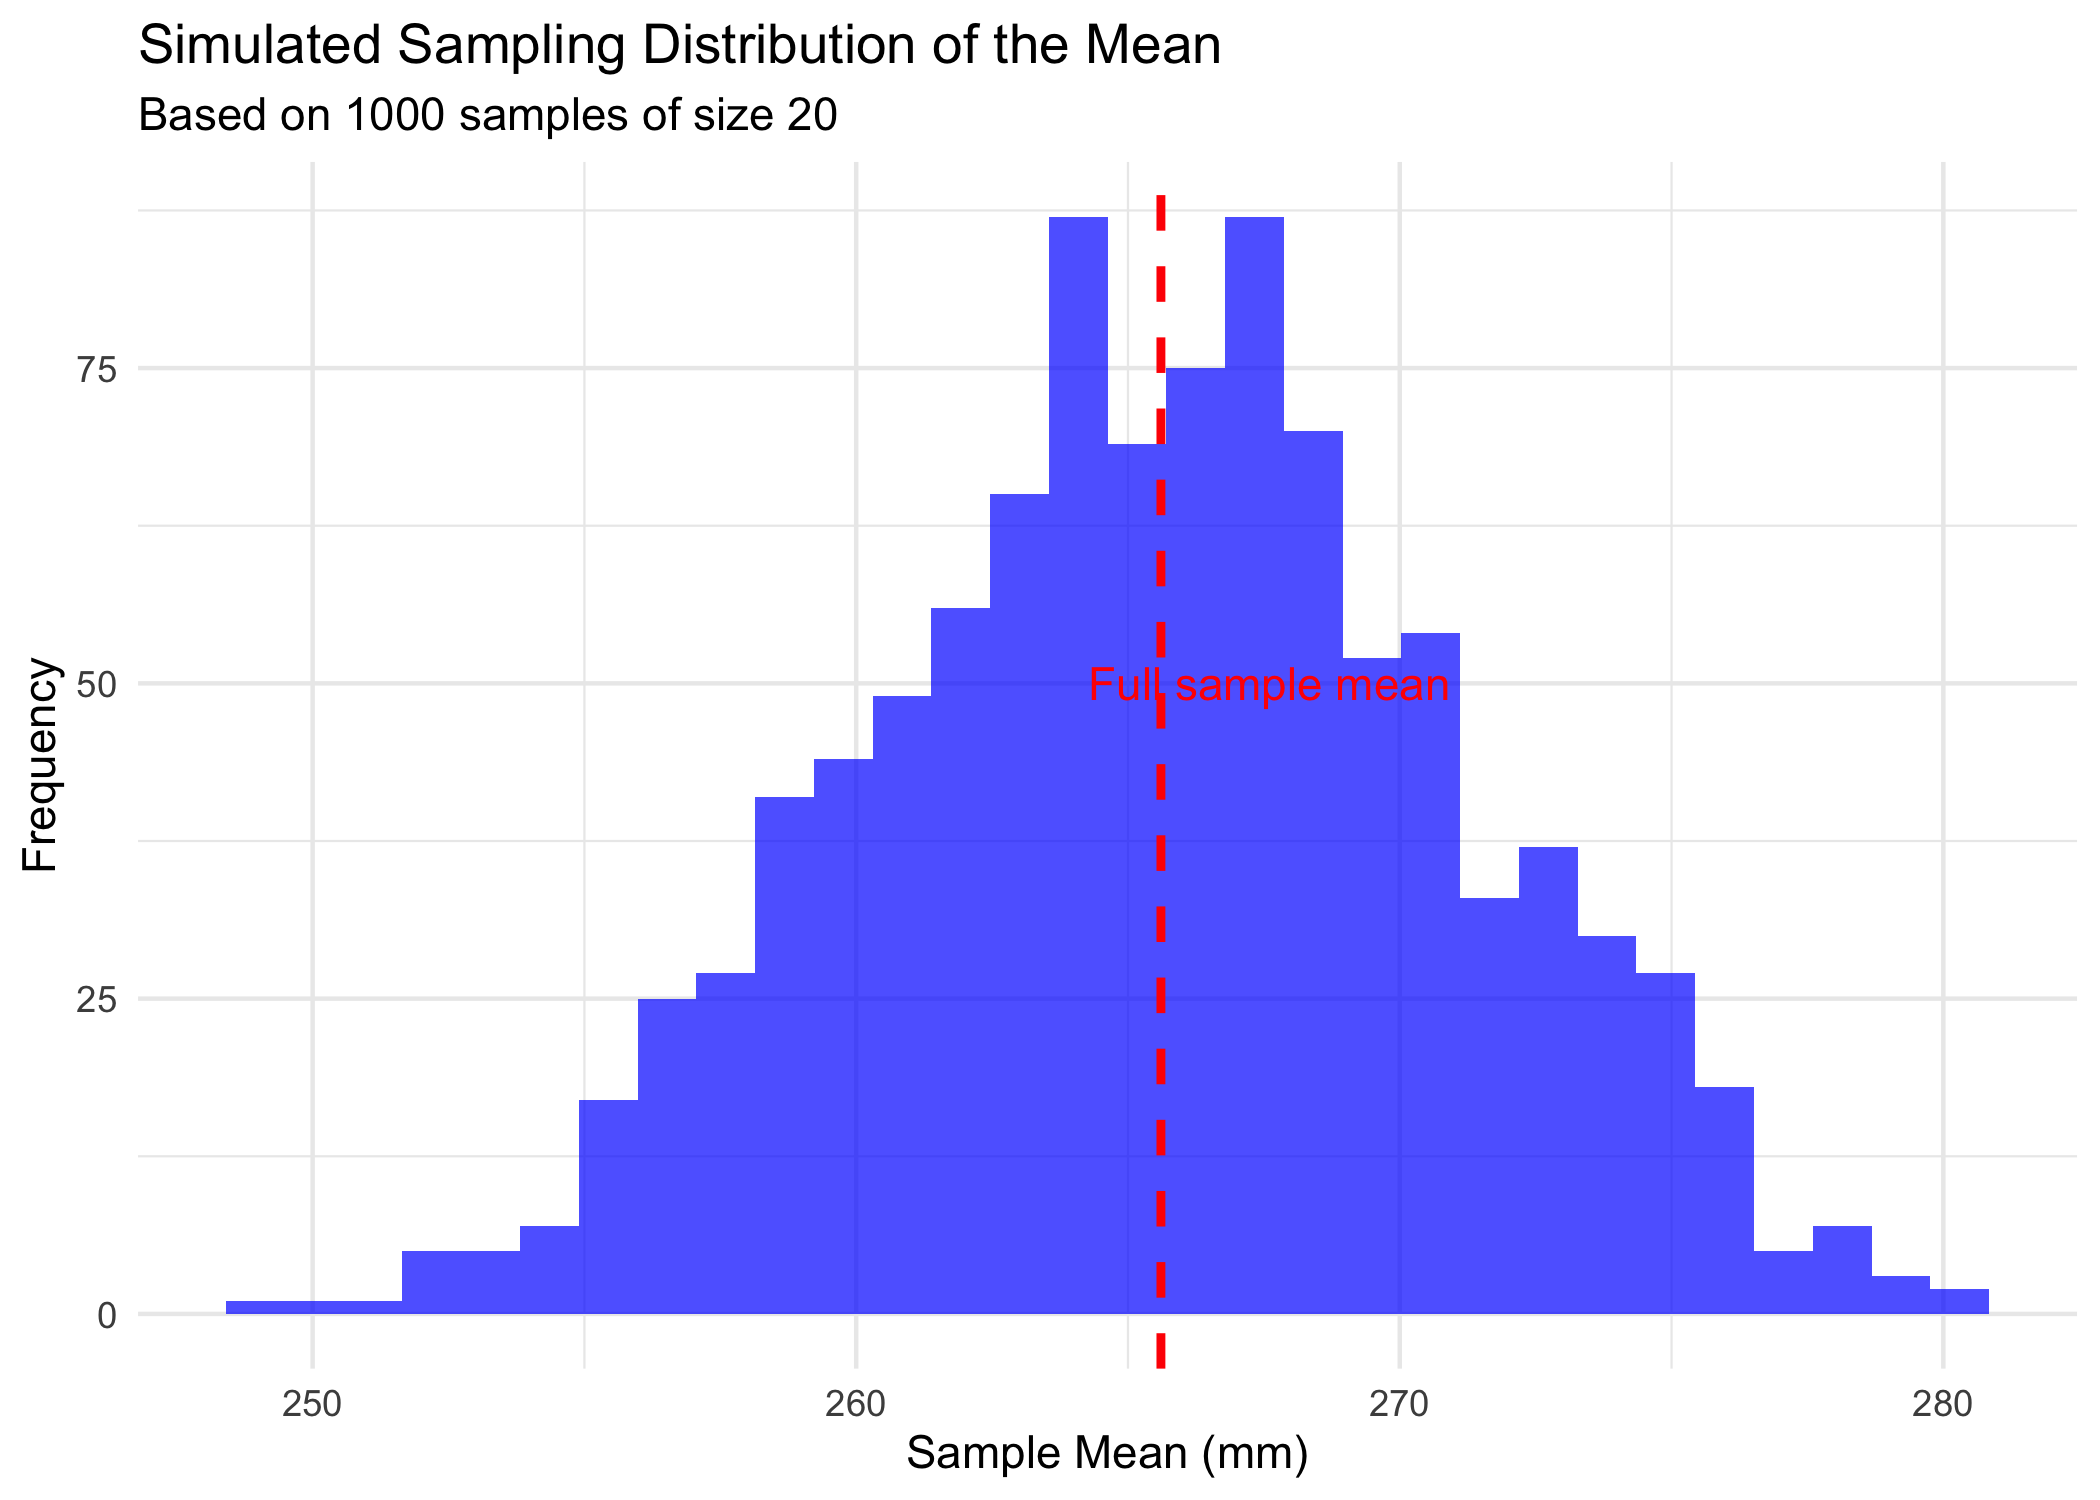 Simulated Sampling Distribution of the Mean
Based on 1000 samples of size 20
Frequency
75
50
25
0
Full sample mean
250 260 270 280
Sample Mean (mm)